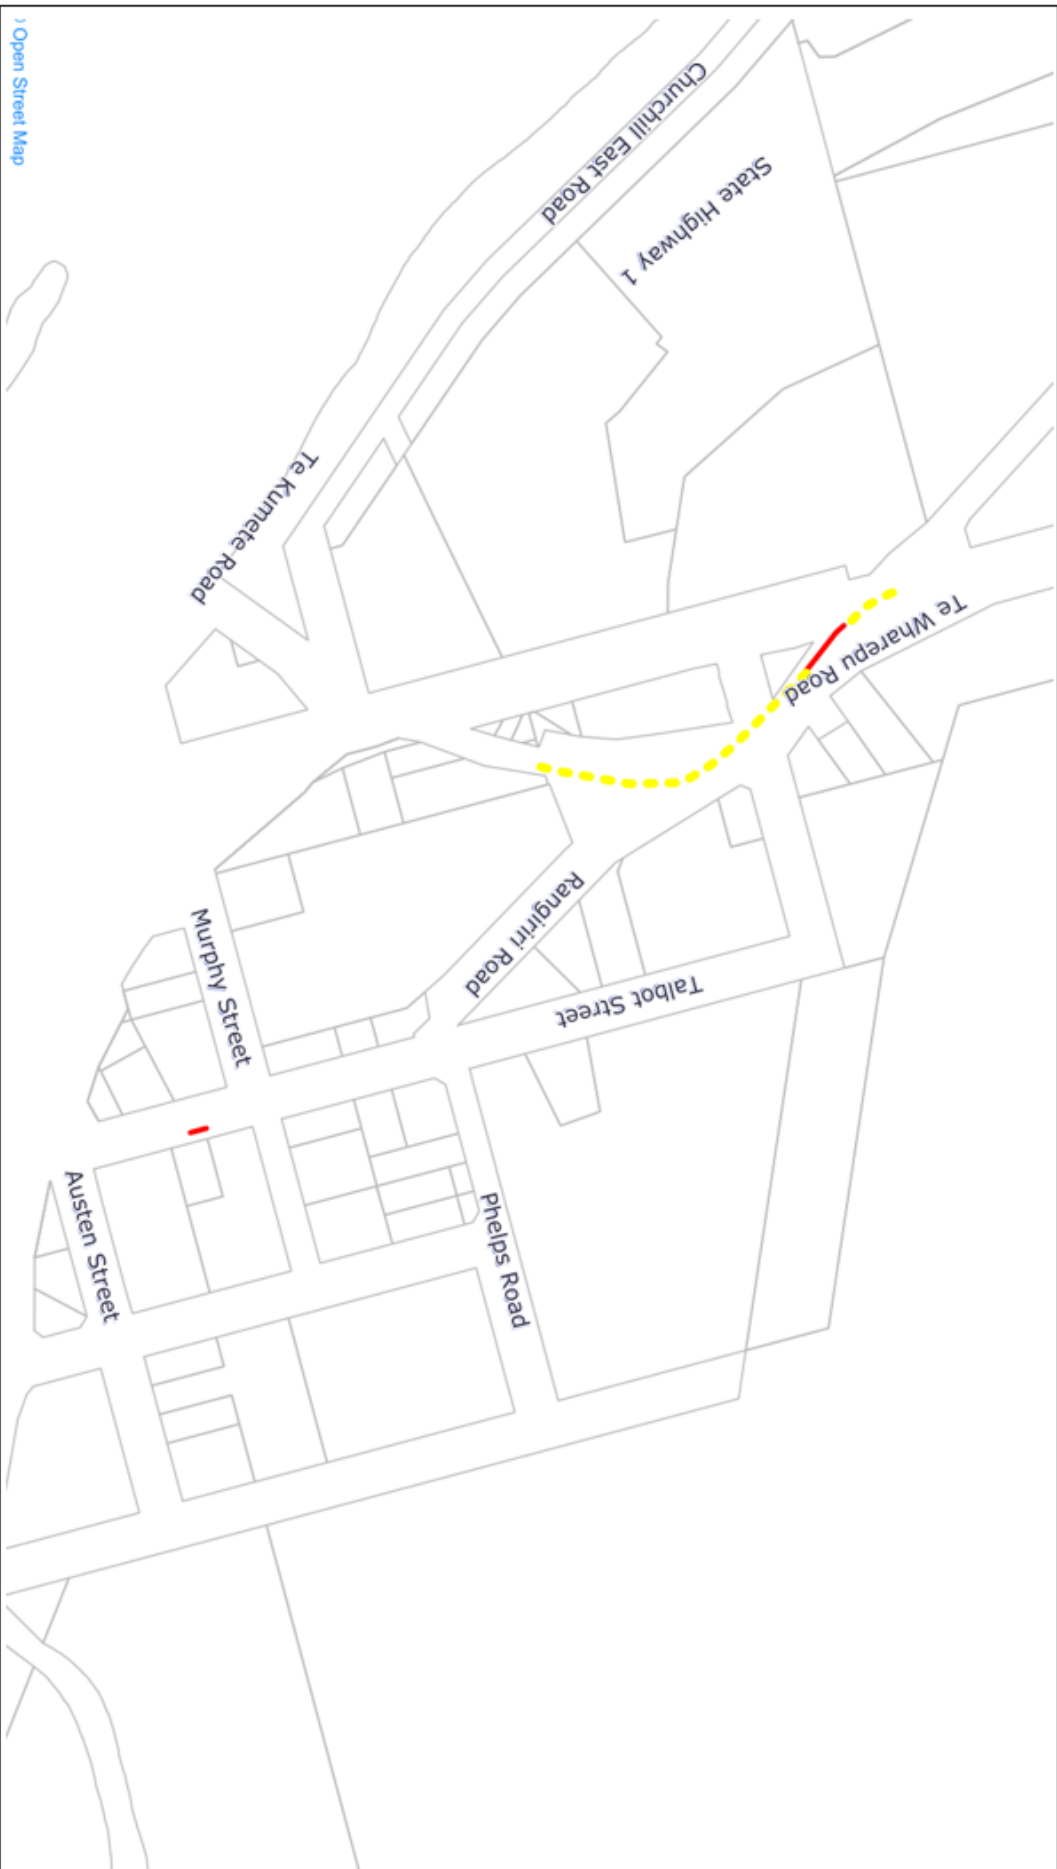 ) Open Street Map
Churchill East Road
State Highway 1
Te Kumete Road
Te Wharepu Road
Rangiriri Road
Murphy Street
Talbot Street
Austen Street
Phelps Road